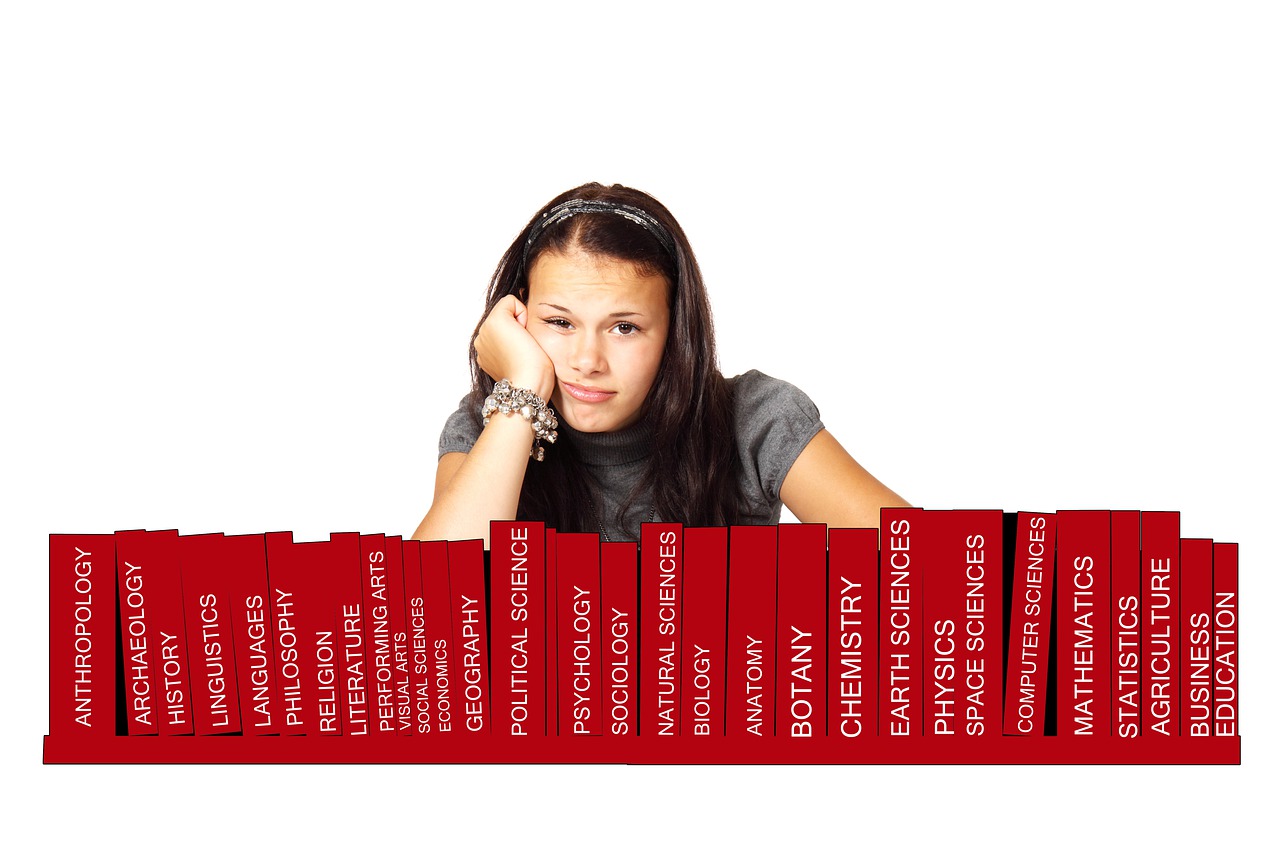 ANTHROPOLOGY
ARCHAEOLOGY
HISTORY
LINGUISTICS
LANGUAGES
PHILOSOPHY
RELIGION
LITERATURE
PERFORMING ARTS
VISUAL ARTS
SOCIAL SCIENCES
ECONOMICS
GEOGRAPHY
POLITICAL SCIENCE
PSYCHOLOGY
SOCIOLOGY
NATURAL SCIENCES
BIOLOGY
ANATOMY
BOTANY
CHEMISTRY
EARTH SCIENCES
PHYSICS
SPACE SCIENCES
COMPUTER SCIENCES
MATHEMATICS
STATISTICS
AGRICULTURE
BUSINESS
EDUCATION